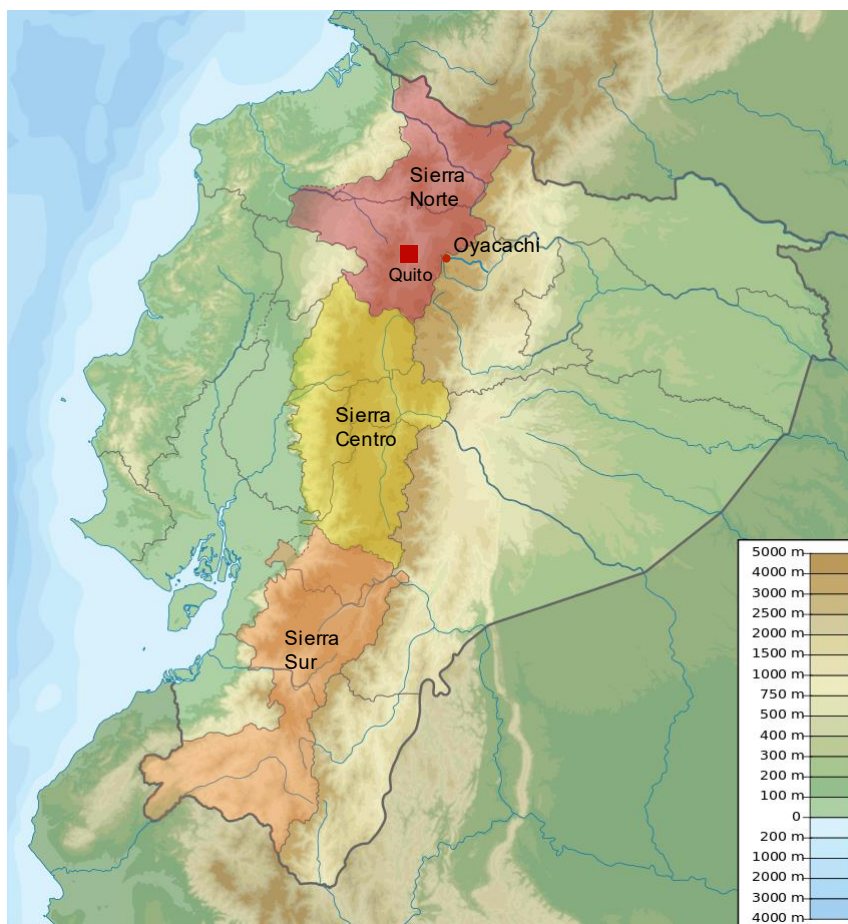 Sierra
Norte
Oyacachi
Quito
Sierra
Centro
Sierra
Sur
5000 m
4000 m
3000 m
2500 m
2000 m
1500 m
1000 m
750 m
500 m
400 m
300 m
200 m
100 m
0
200 m
1000 m
2000 m
3000 m
4000 m